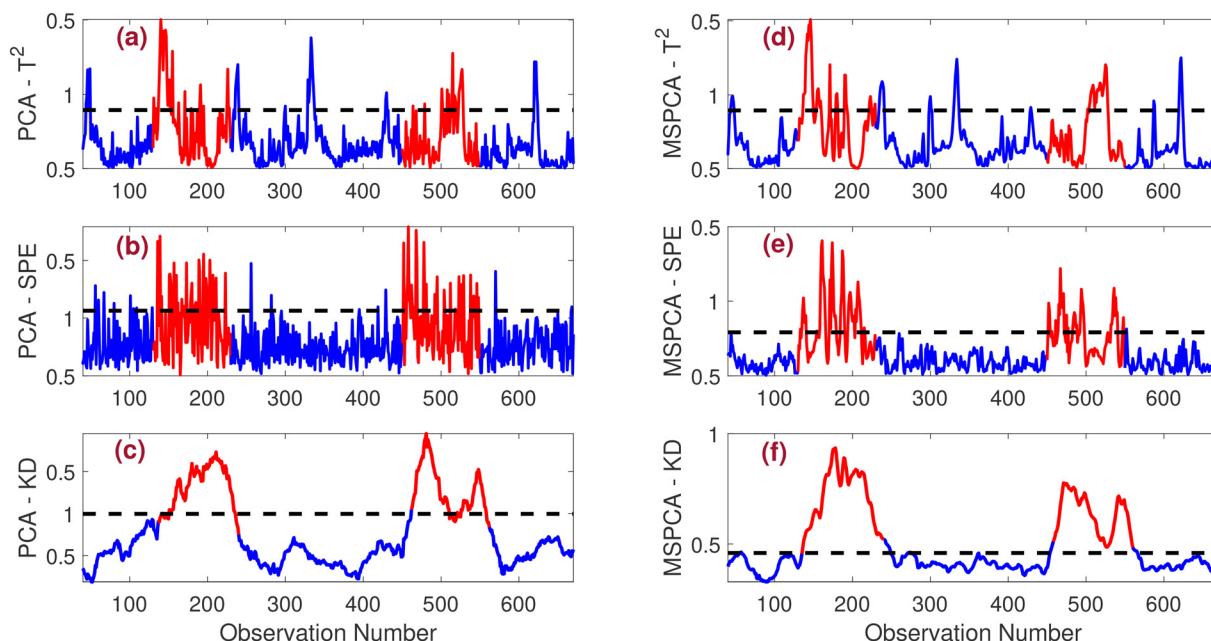 PCA - T²
0.5
1
0.5
(a)
100 200 300 400 500 600
MSPCA - T²
0.5
1
0.5
(d)
100 200 300 400 500 600
PCA - SPE
0.5
1
0.5
(b)
100 200 300 400 500 600
MSPCA - SPE
0.5
1
0.5
(e)
100 200 300 400 500 600
PCA - KD
0.5
1
0.5
(c)
100 200 300 400 500 600
Observation Number
MSPCA - KD
1
0.5
(f)
100 200 300 400 500 600
Observation Number